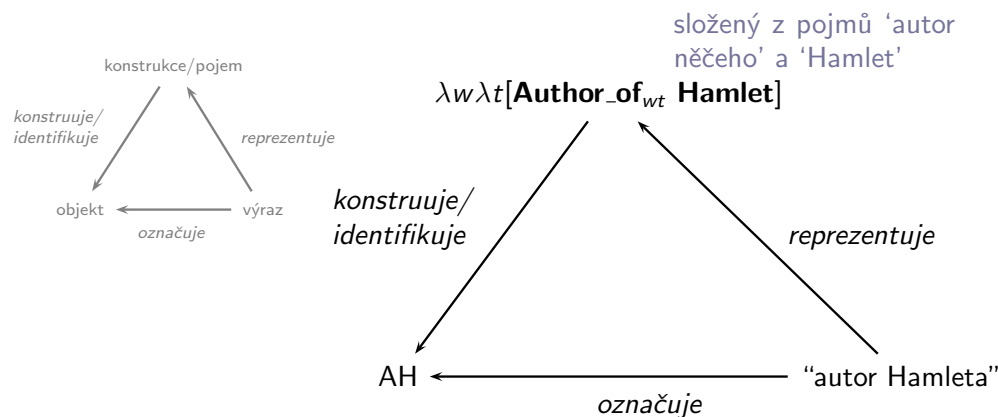 složený z pojmů ‘autor
něčeho’ a ‘Hamlet’
konstrukce/pojem
konstruuje/
identifikuje
reprezentuje
objekt
výraz
označuje
λwλt[Author_of_wt Hamlet]
konstruuje/
identifikuje
reprezentuje
AH
“autor Hamleta”
označuje